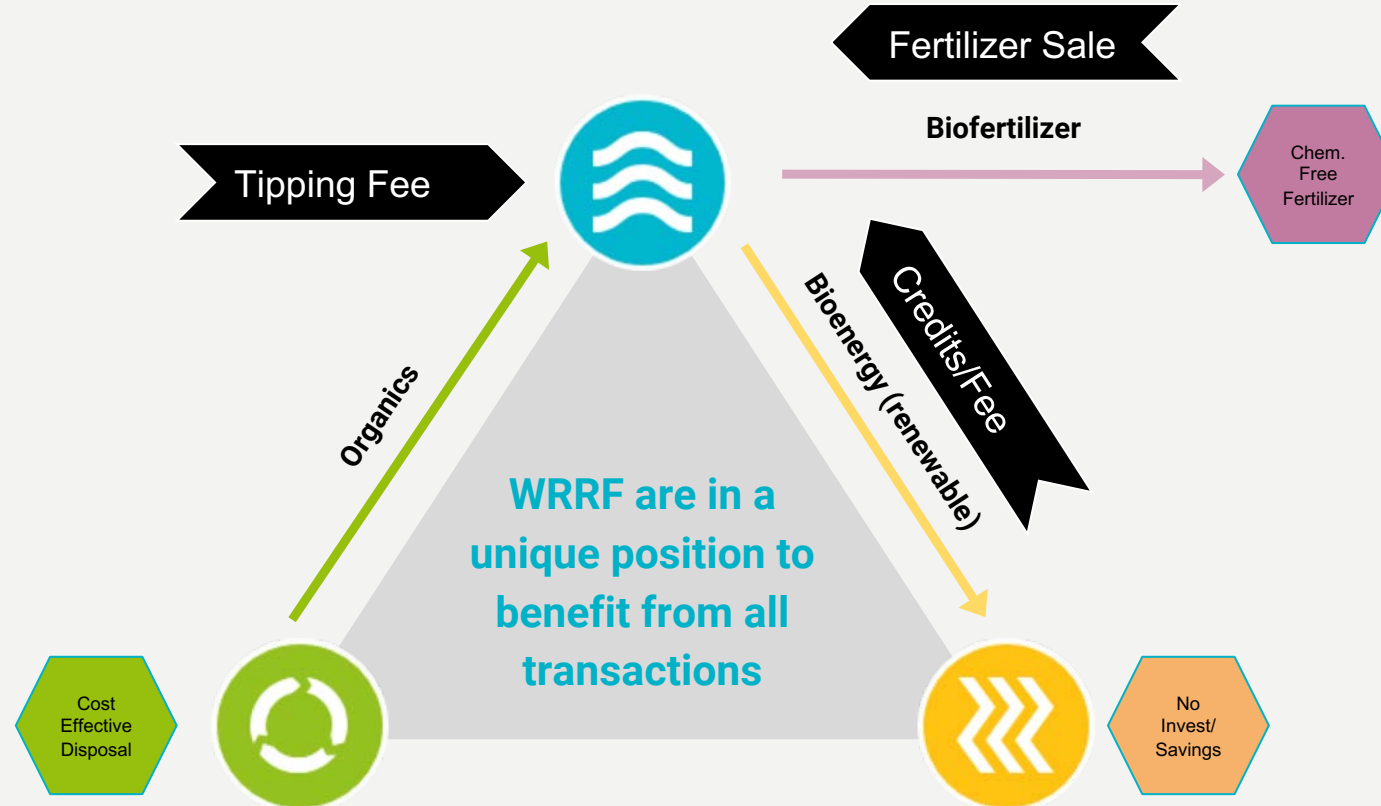 Fertilizer Sale
Biofertilizer
Chem.
Free
Fertilizer
Tipping Fee
Organics
Bioenergy (renewable)
Credits/Fee
WRRF are in a
unique position to
benefit from all
transactions
Cost
Effective
Disposal
No
Invest/
Savings